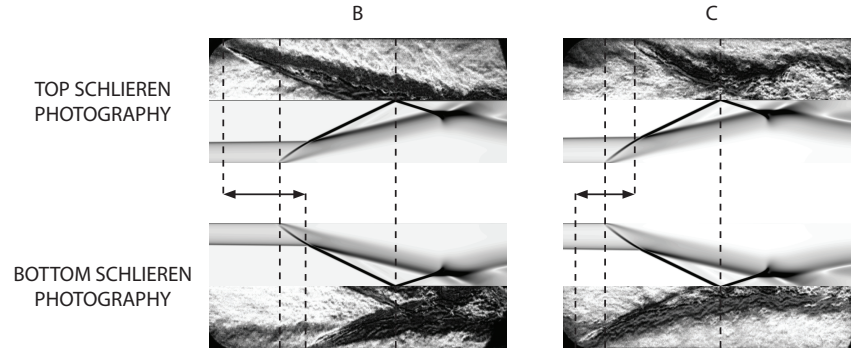 B
C
TOP SCHLIEREN
PHOTOGRAPHY
BOTTOM SCHLIEREN
PHOTOGRAPHY